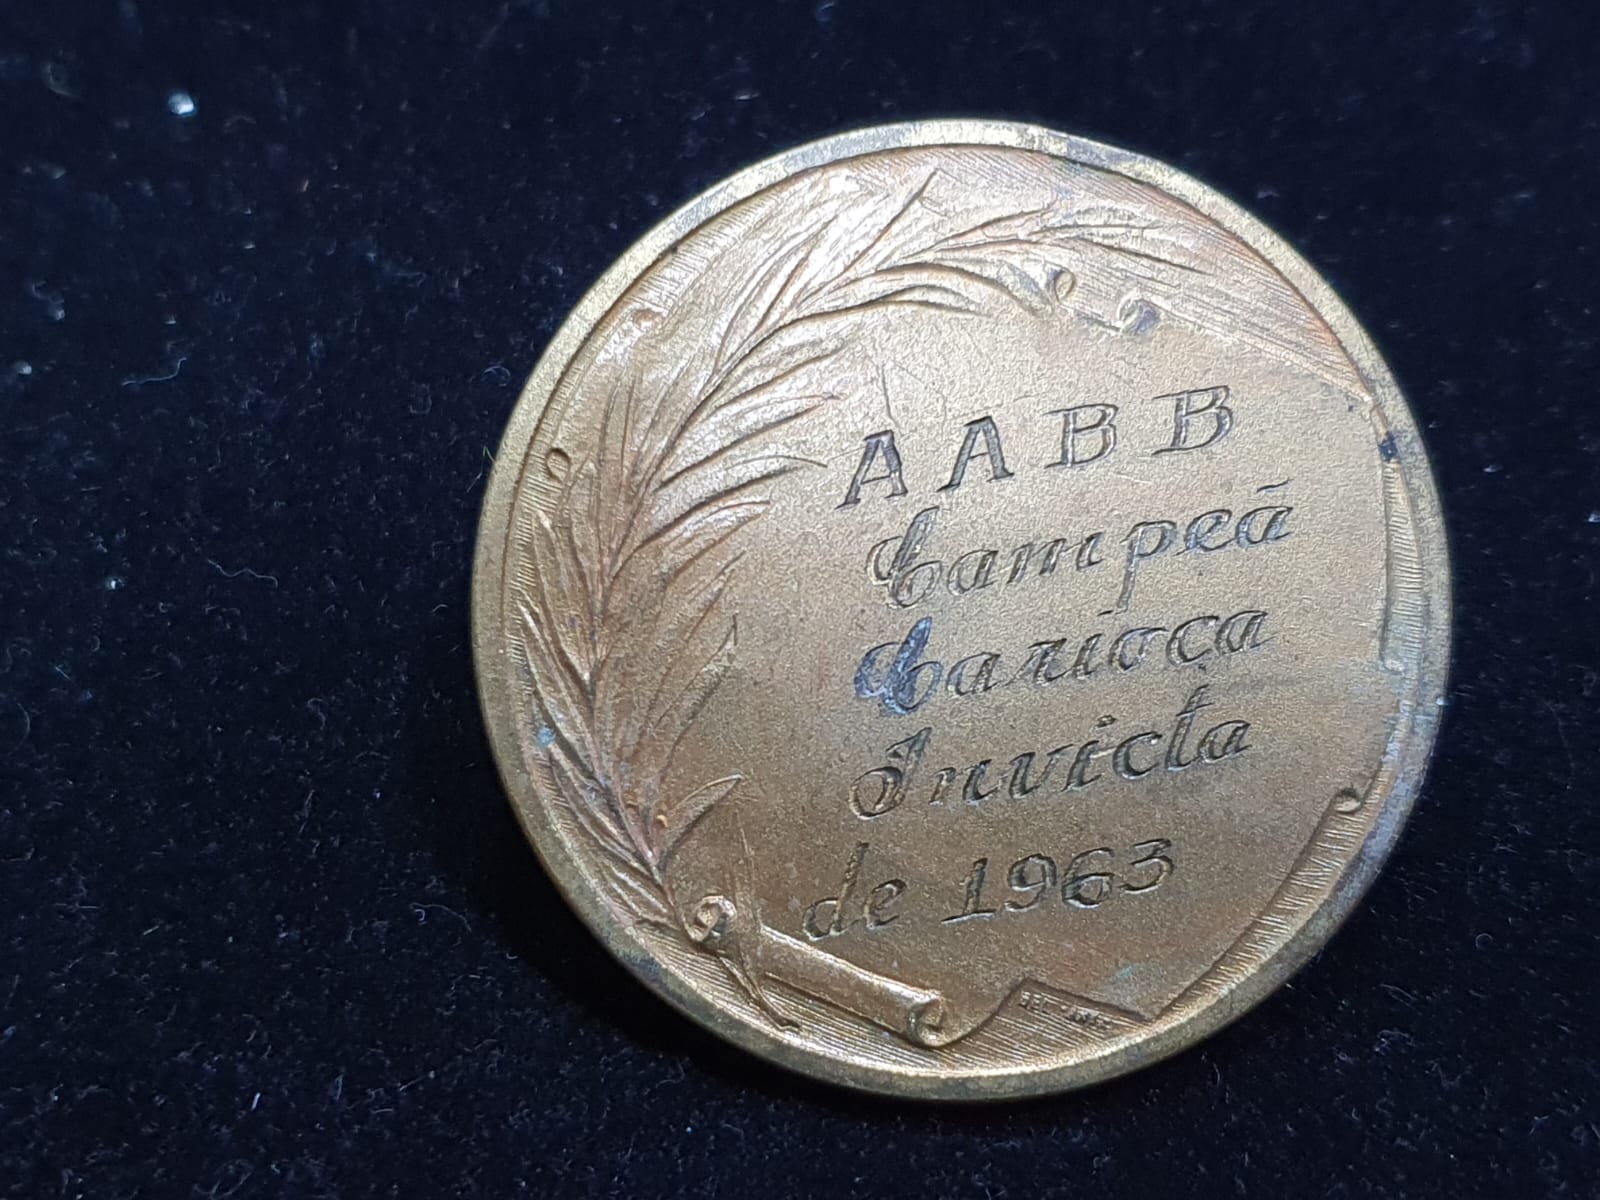 AABB
Campeã
Carioca
Invicta
de 1963